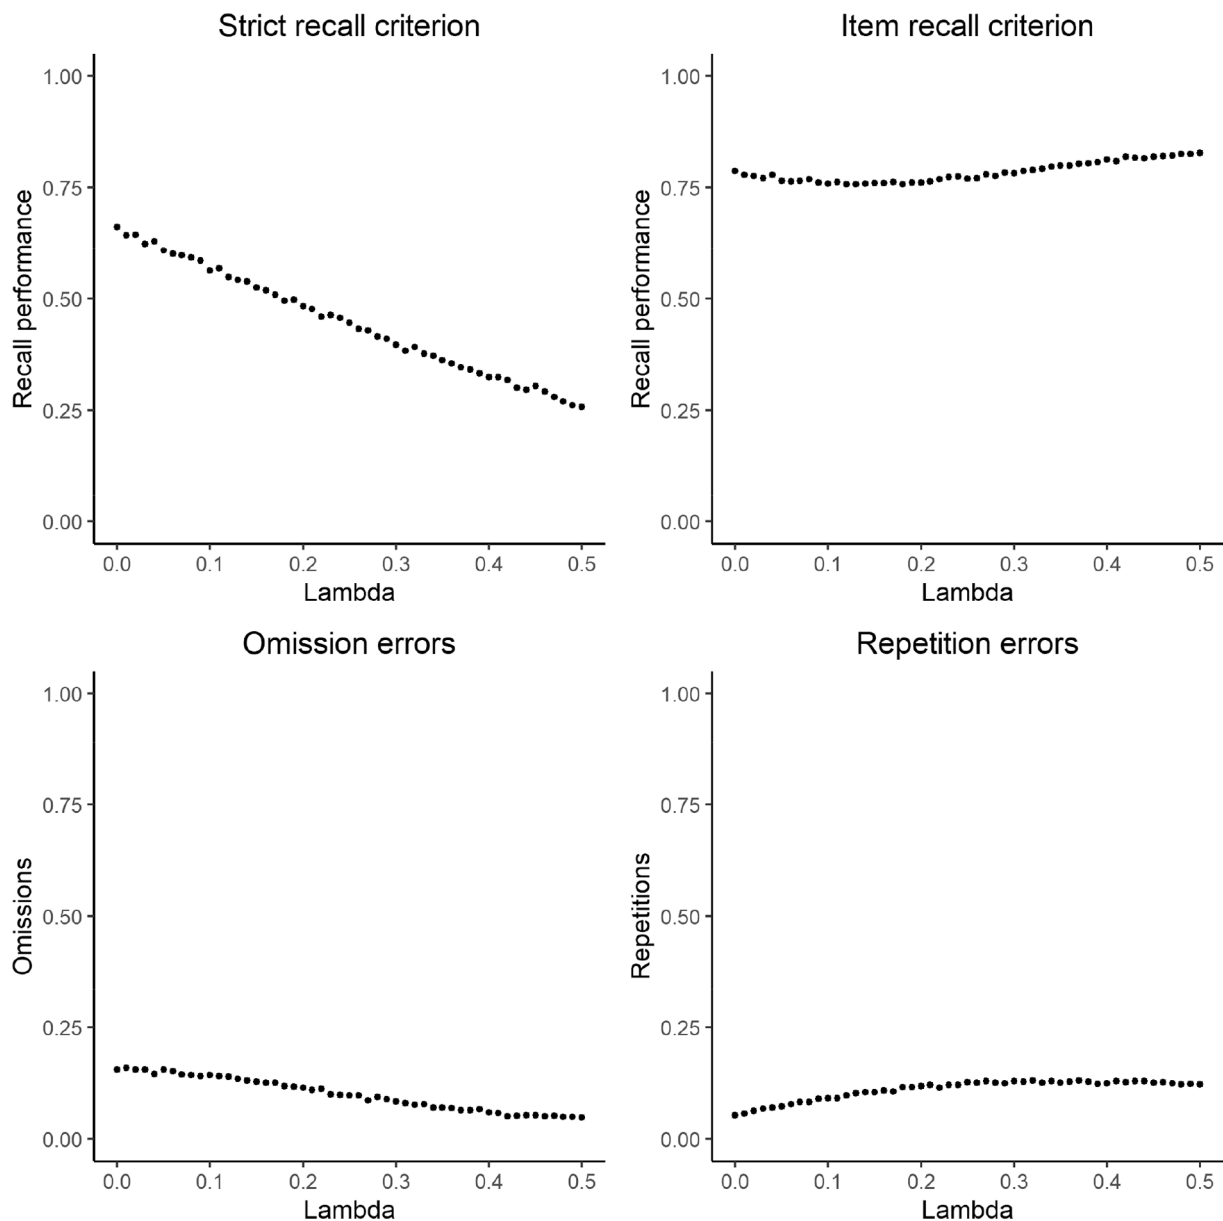 Strict recall criterion
Recall performance
1.00
0.75
0.50
0.25
0.00
0.0 0.1 0.2 0.3 0.4 0.5
Lambda
Item recall criterion
Recall performance
1.00
0.75
0.50
0.25
0.00
0.0 0.1 0.2 0.3 0.4 0.5
Lambda
Omission errors
Omissions
1.00
0.75
0.50
0.25
0.00
0.0 0.1 0.2 0.3 0.4 0.5
Lambda
Repetition errors
Repetitions
1.00
0.75
0.50
0.25
0.00
0.0 0.1 0.2 0.3 0.4 0.5
Lambda